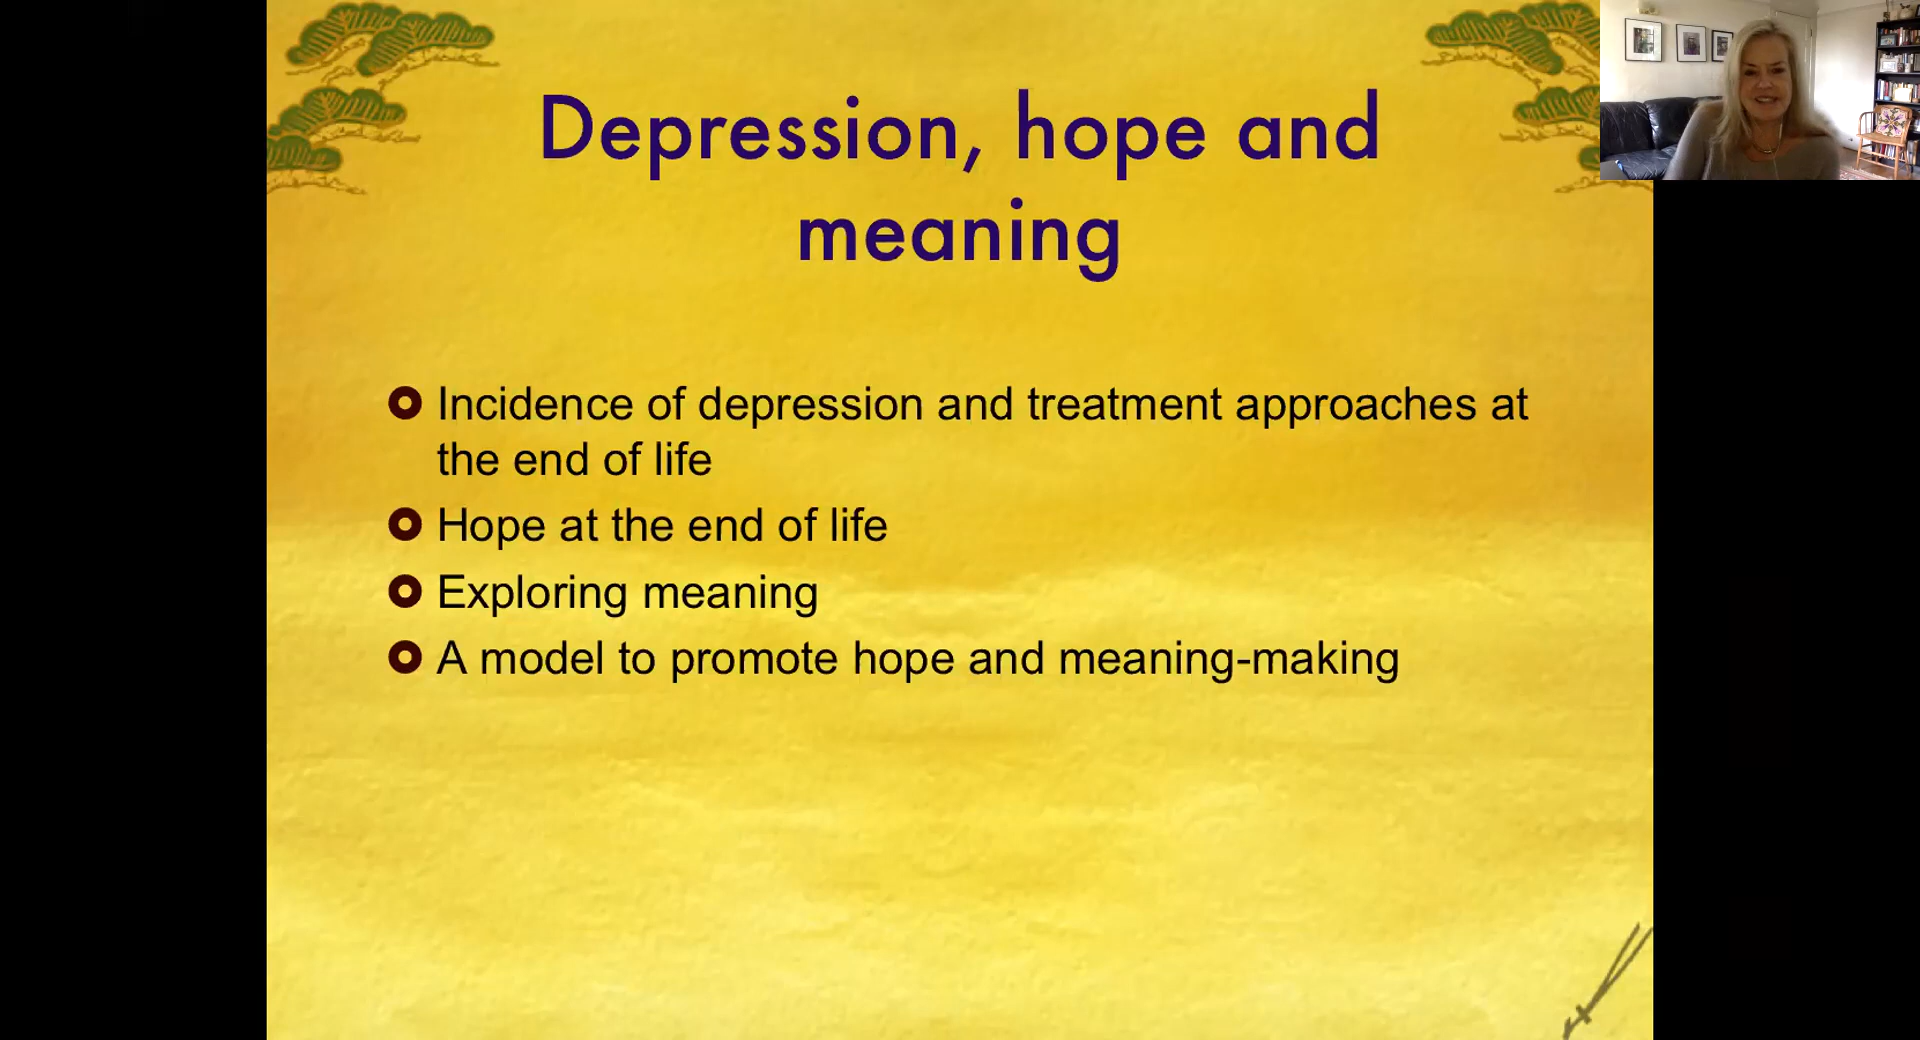 Depression, hope and
meaning
Incidence of depression and treatment approaches at
the end of life
Hope at the end of life
Exploring meaning
A model to promote hope and meaning-making